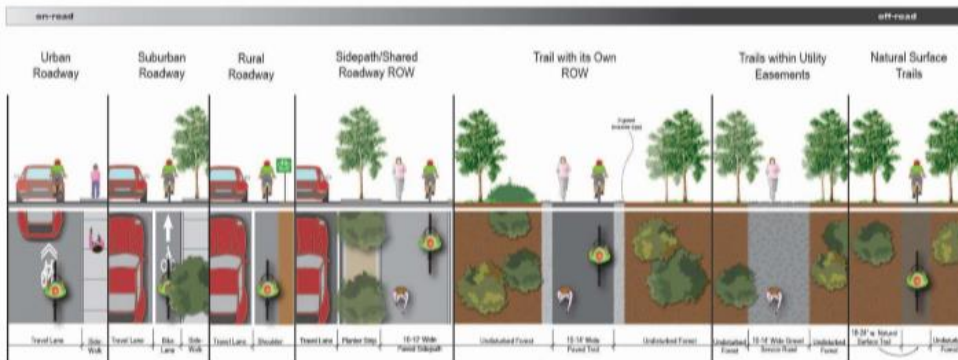 on-road
off-road
Urban
Roadway
Suburban
Roadway
Rural
Roadway
Sidepath/Shared
Roadway ROW
Trail with its Own
ROW
Trails within Utility
Easements
Natural Surface
Trails
Travel Lane
Side
Walk
Travel Lane
Bike
Lane
Side
Walk
Travel Lane
Shoulder
Travel Lane
Planter Strip
10-12' Wide
Paved Sidepath
Undisturbed Forest
10-14' Wide
Paved Trail
Undisturbed Forest
Undisturbed
Forest
10-14' Wide Gravel
Service Road
Undisturbed
Forest
Natural
Surface Trail